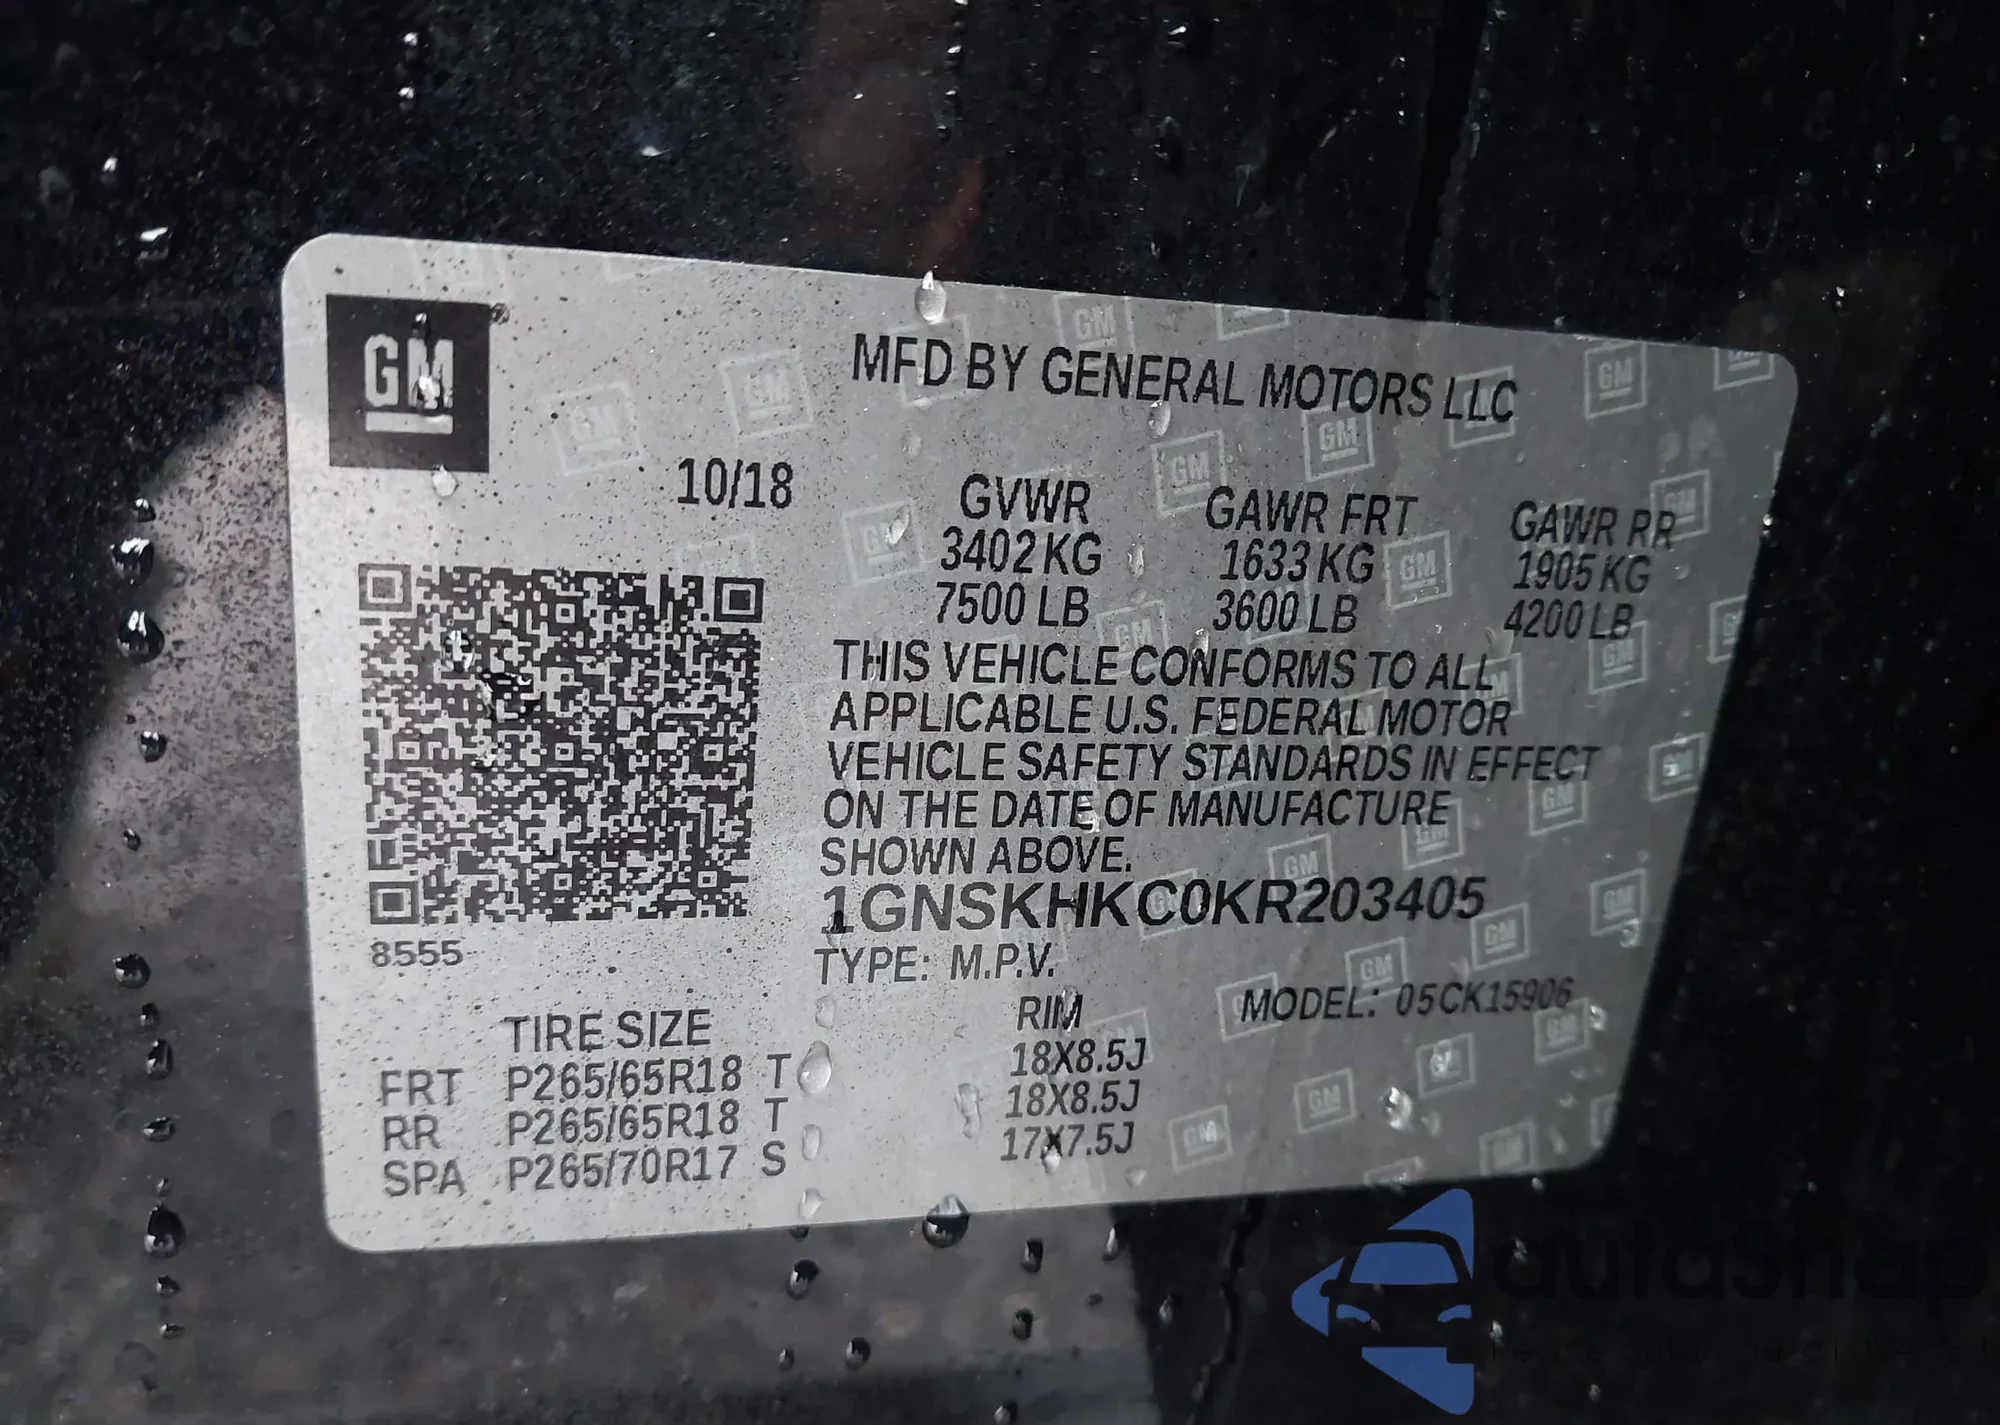 GM
MFD BY GENERAL MOTORS LLC
10/18
GVWR GAWR FRT GAWR RR
3402 KG 1633 KG 1905 KG
7500 LB 3600 LB 4200 LB
THIS VEHICLE CONFORMS TO ALL
APPLICABLE U.S. FEDERAL MOTOR
VEHICLE SAFETY STANDARDS IN EFFECT
ON THE DATE OF MANUFACTURE
SHOWN ABOVE.
1GNSKHKC0KR203405
8555
TYPE: M.P.V.
MODEL: 05CK15906
TIRE SIZE RIM
FRT P265/65R18 T 18X8.5J
RR P265/65R18 T 18X8.5J
SPA P265/70R17 S 17X7.5J
autasnap